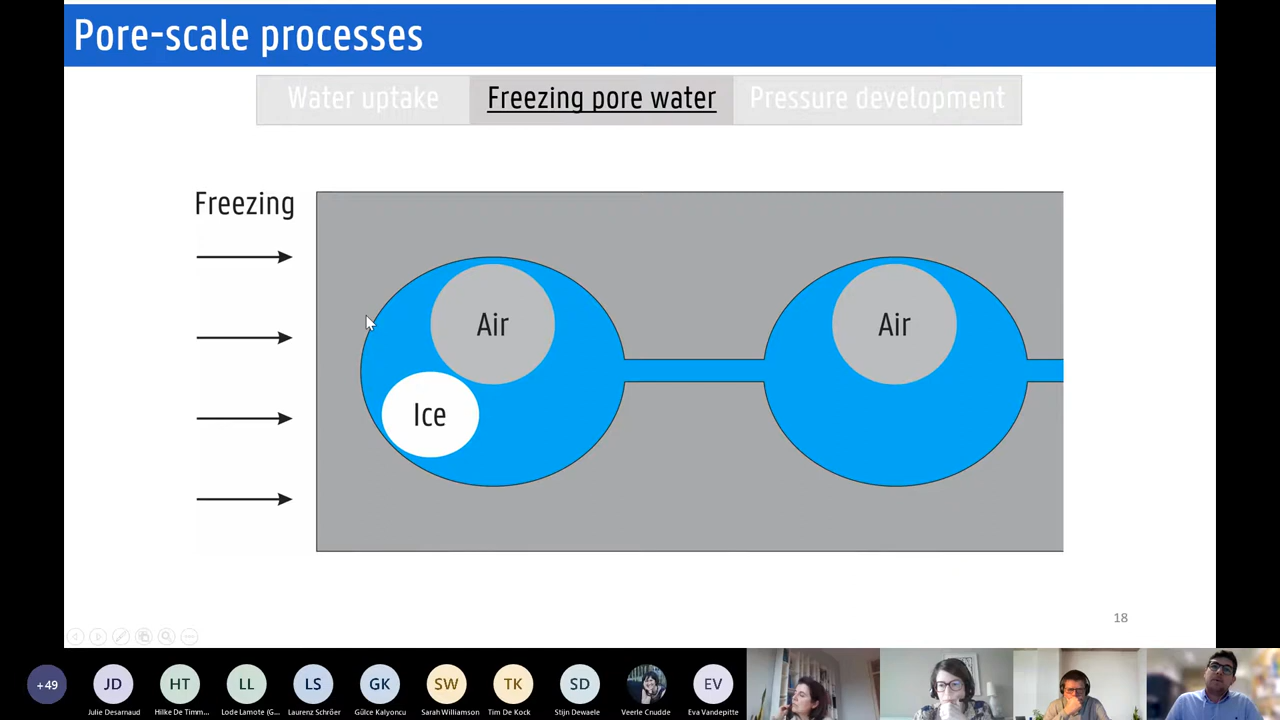 Pore-scale processes
Water uptake
Freezing pore water
Pressure development
Freezing
Air
Air
Ice
18
+49
JD
HT
LL
LS
GK
SW
TK
SD
EV
Julie Desarnaud
Hilke De Timm...
Lode Lamote (G...
Laurenz Schröer
Gülce Kalyoncu
Sarah Williamson
Tim De Kock
Stijn Dewaele
Veerle Cnudde
Eva Vandepitte